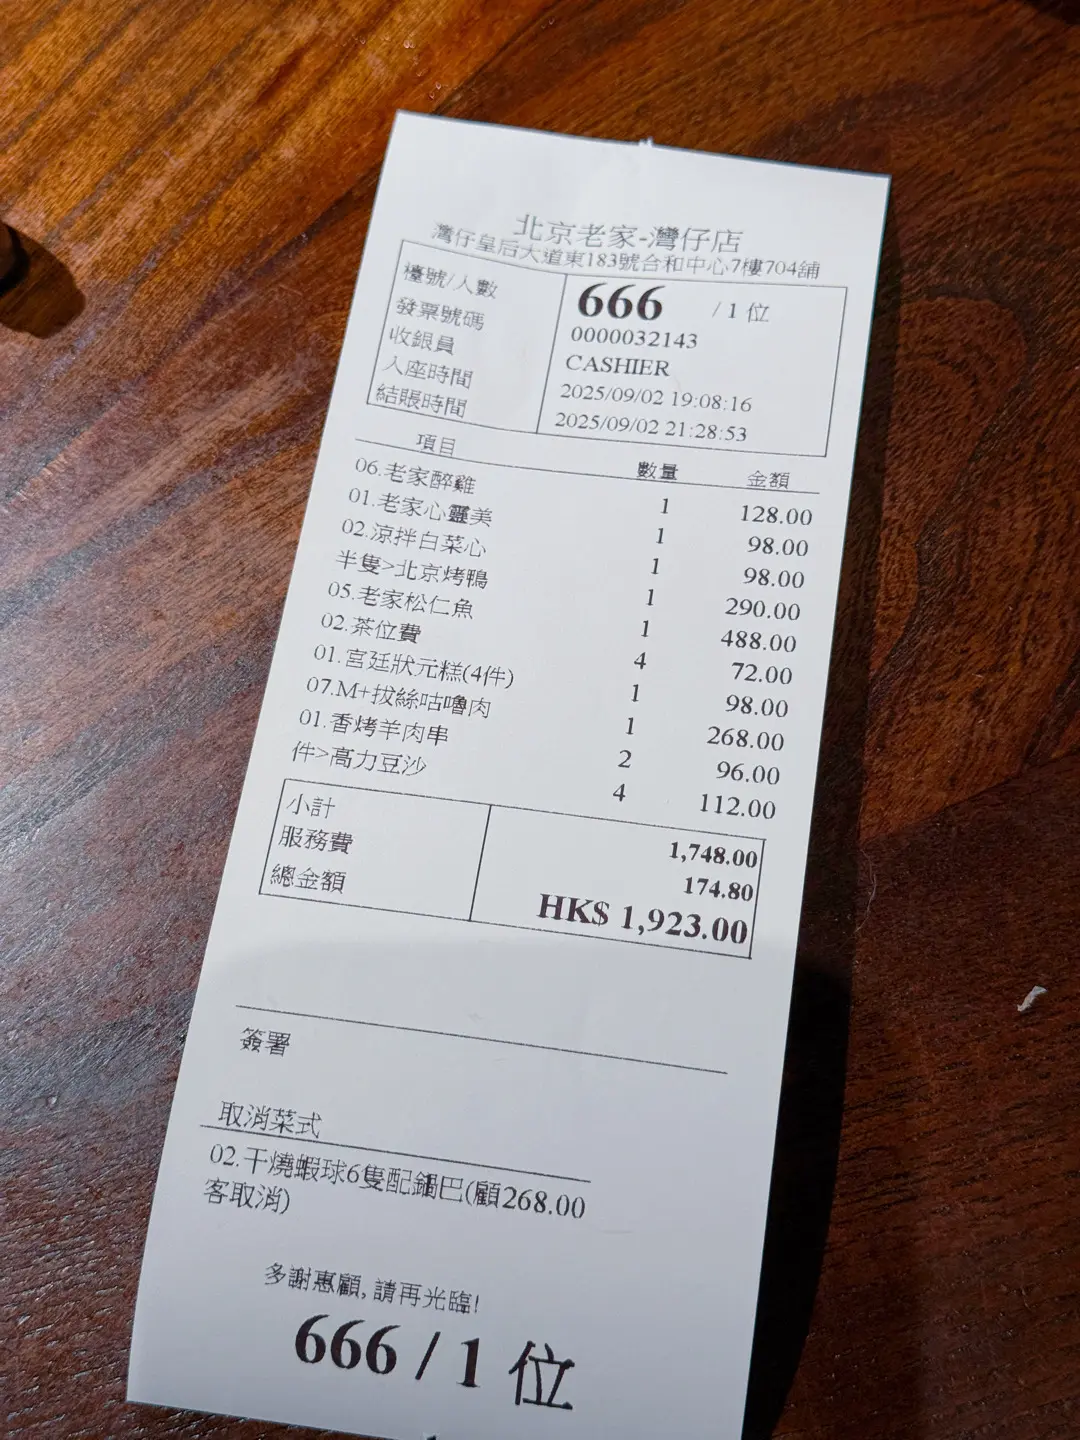 北京老家-灣仔店
灣仔皇后大道東183號合和中心7樓704舖
檯號/人數 666 / 1 位
發票號碼 0000032143
收銀員 CASHIER
入座時間 2025/09/02 19:08:16
結賬時間 2025/09/02 21:28:53
項目 數量 金額
06.老家醉雞 1 128.00
01.老家心靈美 1 98.00
02.涼拌白菜心 1 98.00
半隻>北京烤鴨 1 290.00
05.老家松仁魚 1 488.00
02.茶位費 4 72.00
01.宮廷狀元糕(4件) 1 98.00
07.M+拔絲咕嚕肉 1 268.00
01.香烤羊肉串 2 96.00
件>高力豆沙 4 112.00
小計 1,748.00
服務費 174.80
總金額 HK$ 1,923.00
簽署
取消菜式
02.干燒蝦球6隻配鍋巴(顧268.00
客取消)
多謝惠顧, 請再光臨!
666 / 1 位